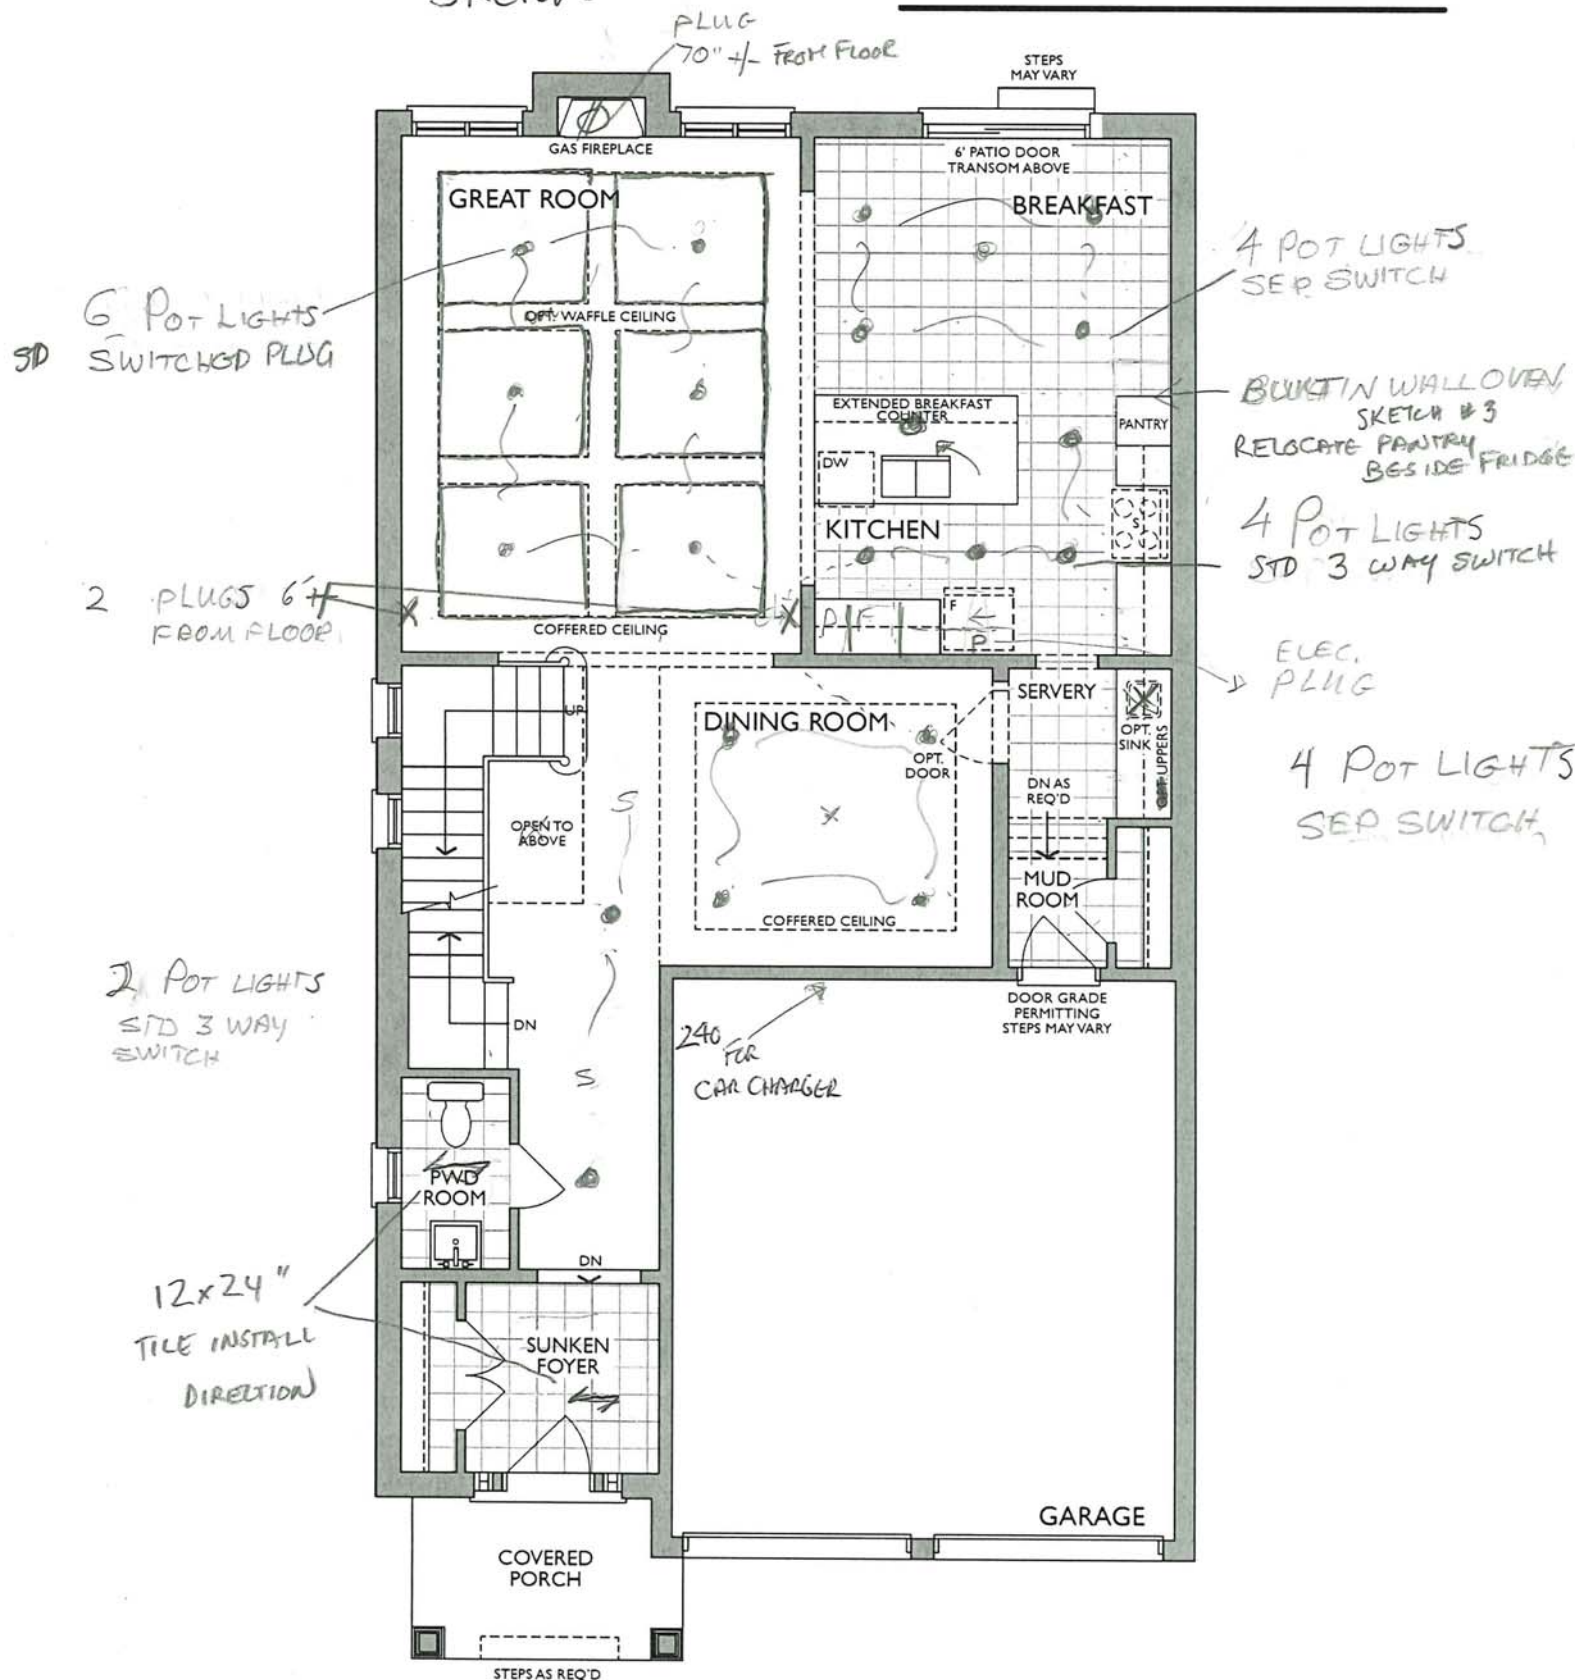 PLUG
70" +/- FROM FLOOR
STEPS
MAY VARY
GAS FIREPLACE
6' PATIO DOOR
TRANSOM ABOVE
GREAT ROOM
BREAKFAST
4 POT LIGHTS
SEP. SWITCH
6 POT LIGHTS
STD SWITCHED PLUG
OPT. WAFFLE CEILING
BUILT IN WALL OVEN,
SKETCH #3
RELOCATE PANTRY
BESIDE FRIDGE
EXTENDED BREAKFAST
COUNTER
PANTRY
DW
KITCHEN
S
4 POT LIGHTS
STD 3 WAY SWITCH
2 PLUGS 6"
FROM FLOOR
COFFERED CEILING
P F
F
P
ELEC.
PLUG
UP
DINING ROOM
SERVERY
OPT.
DOOR
OPT.
SINK
OPT. UPPERS
4 POT LIGHTS
SEP SWITCH
S
OPEN TO
ABOVE
DN AS
REQ'D
MUD
ROOM
COFFERED CEILING
2 POT LIGHTS
STD 3 WAY
SWITCH
DN
DOOR GRADE
PERMITTING
STEPS MAY VARY
240 FOR
CAR CHARGER
S
PWD
ROOM
DN
12x24"
TILE INSTALL
DIRECTION
SUNKEN
FOYER
GARAGE
COVERED
PORCH
STEPS AS REQ'D